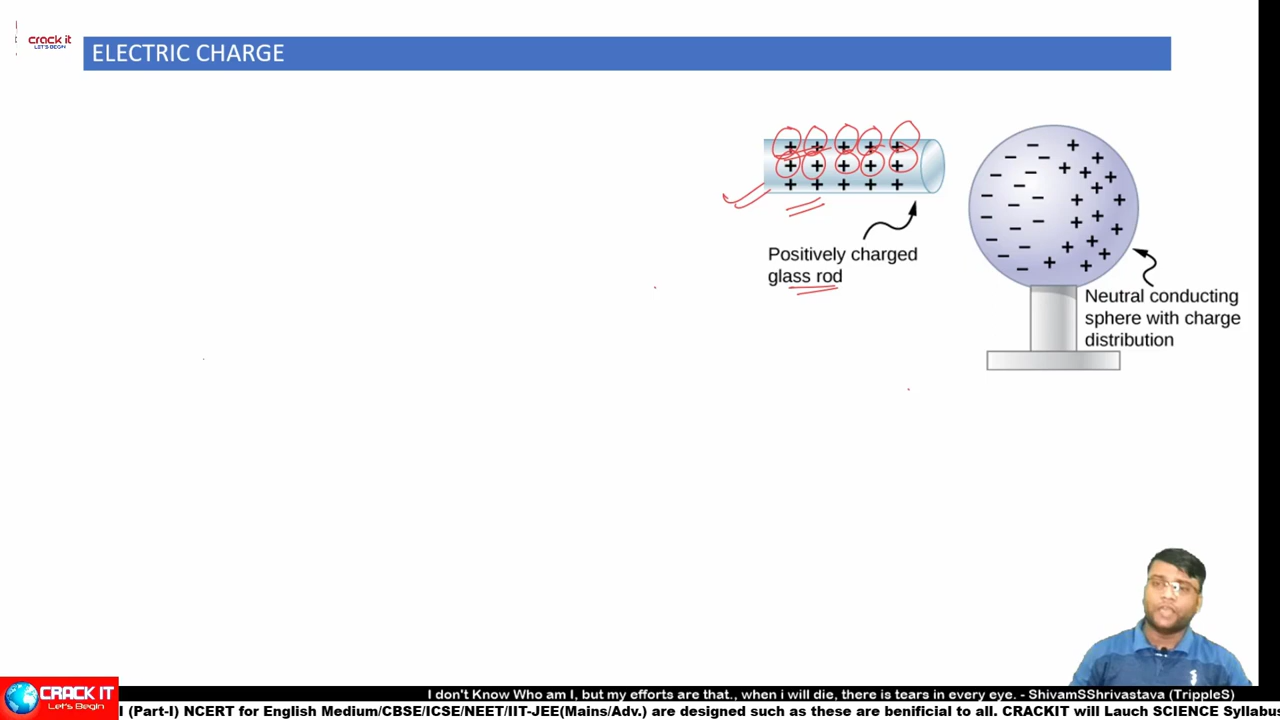 crack it
LET'S BEGIN
ELECTRIC CHARGE
Positively charged
glass rod
Neutral conducting
sphere with charge
distribution
CRACK IT
Let's Begin
I don't Know Who am I, but my efforts are that., when i will die, there is tears in every eye. - ShivamSShrivastava (TrippleS)
I (Part-I) NCERT for English Medium/CBSE/ICSE/NEET/IIT-JEE(Mains/Adv.) are designed such as these are benificial to all. CRACKIT will Lauch SCIENCE Syllabus